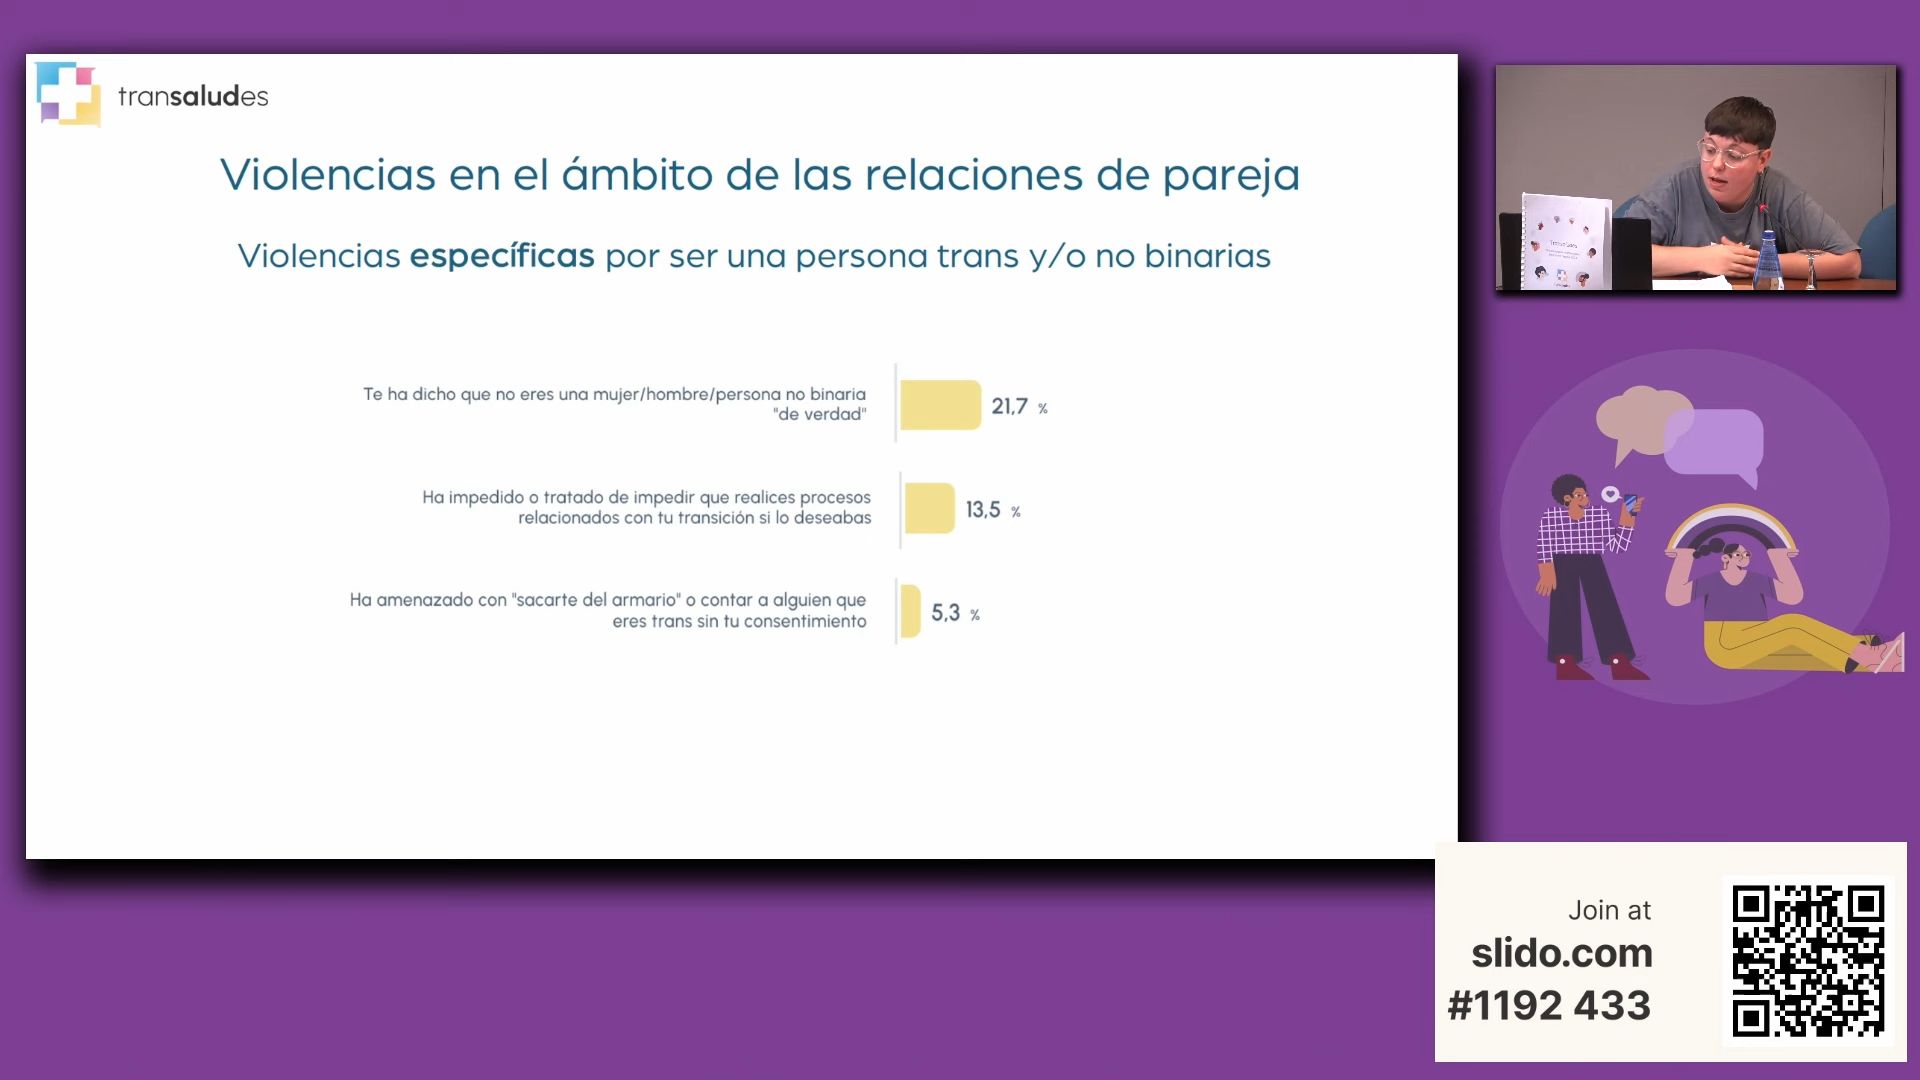 transaludes
Violencias en el ámbito de las relaciones de pareja
Violencias específicas por ser una persona trans y/o no binarias
Te ha dicho que no eres una mujer/hombre/persona no binaria
"de verdad"
21,7 %
Ha impedido o tratado de impedir que realices procesos
relacionados con tu transición si lo deseabas
13,5 %
Ha amenazado con "sacarte del armario" o contar a alguien que
eres trans sin tu consentimiento
5,3 %
Join at
slido.com
#1192 433